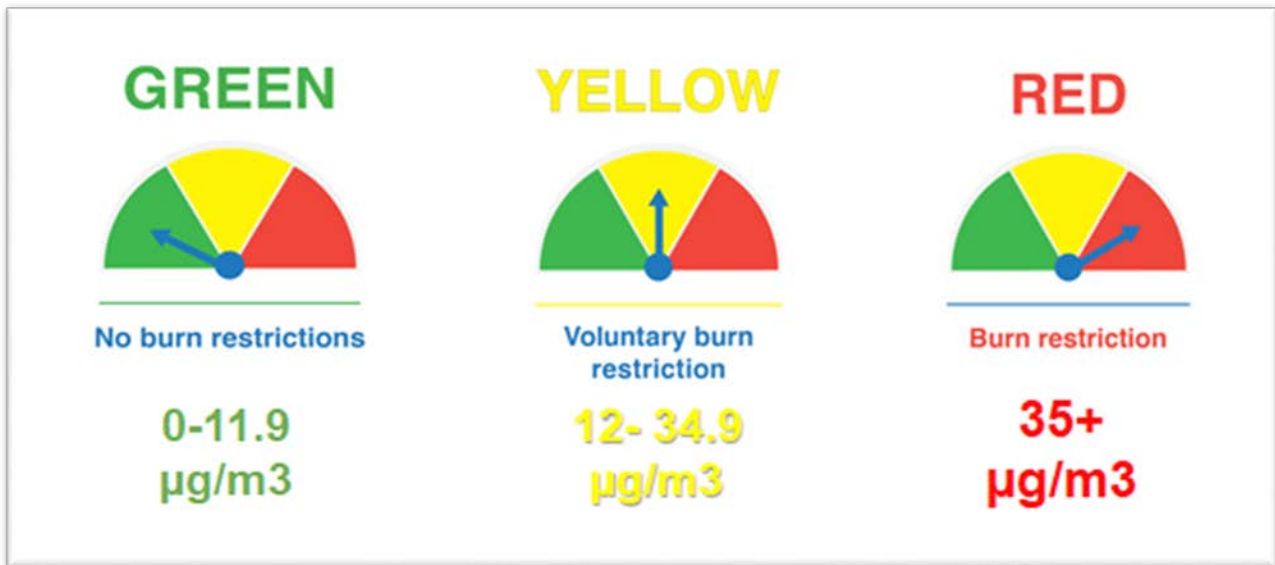 GREEN
No burn restrictions
0-11.9
µg/m3
YELLOW
Voluntary burn
restriction
12- 34.9
µg/m3
RED
Burn restriction
35+
µg/m3